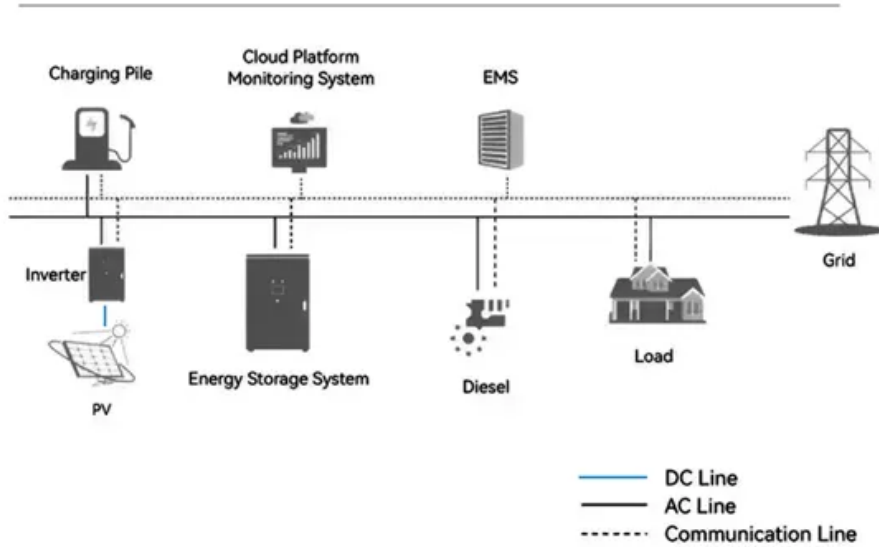 Charging Pile
Cloud Platform
Monitoring System
EMS
Grid
Inverter
Energy Storage System
Load
Diesel
PV
DC Line
AC Line
Communication Line